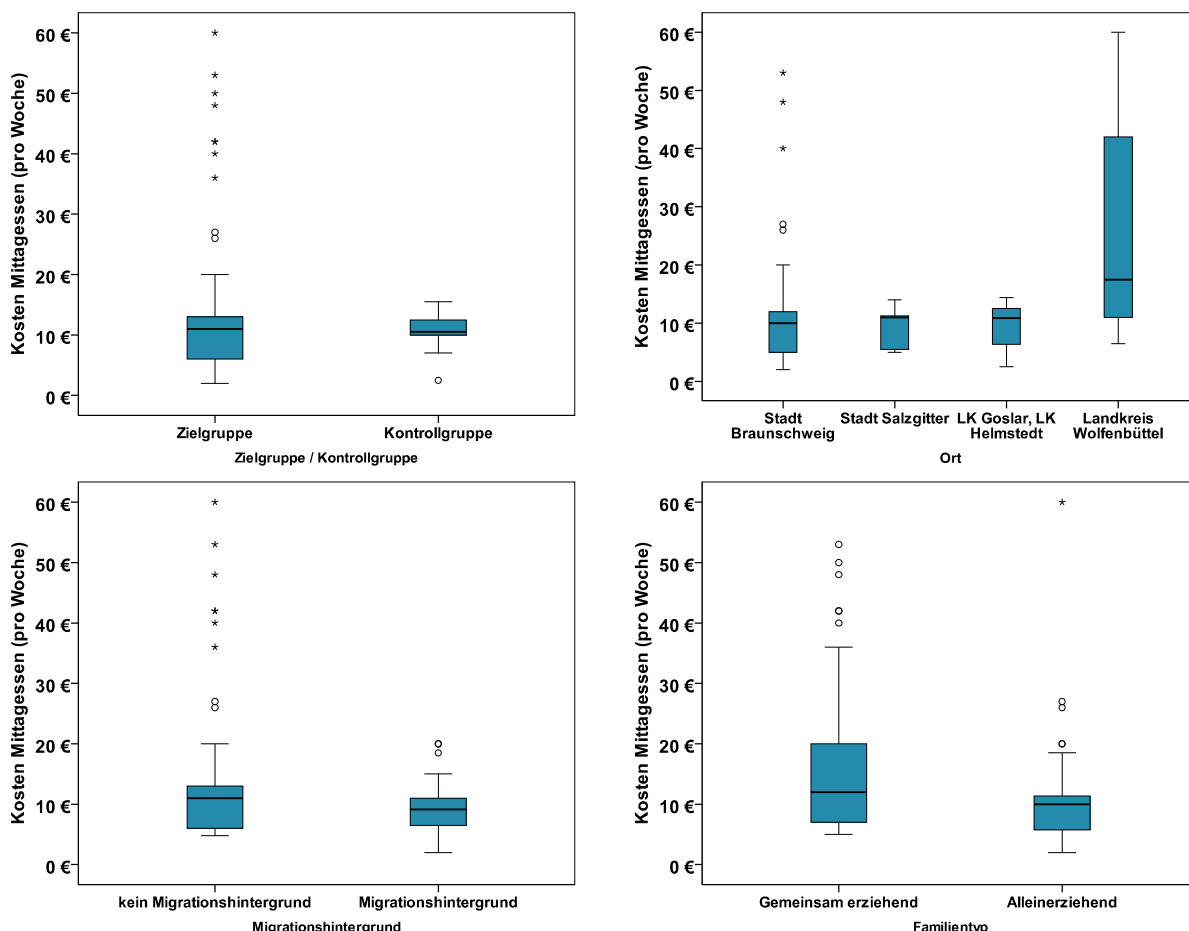 Kosten Mittagessen (pro Woche)
60 €
50 €
40 €
30 €
20 €
10 €
0 €
Zielgruppe
Kontrollgruppe
Zielgruppe / Kontrollgruppe
Kosten Mittagessen (pro Woche)
60 €
50 €
40 €
30 €
20 €
10 €
0 €
Stadt
Braunschweig
Stadt Salzgitter
LK Goslar, LK
Helmstedt
Landkreis
Wolfenbüttel
Ort
Kosten Mittagessen (pro Woche)
60 €
50 €
40 €
30 €
20 €
10 €
0 €
kein Migrationshintergrund
Migrationshintergrund
Migrationshintergrund
Kosten Mittagessen (pro Woche)
60 €
50 €
40 €
30 €
20 €
10 €
0 €
Gemeinsam erziehend
Alleinerziehend
Familientyp